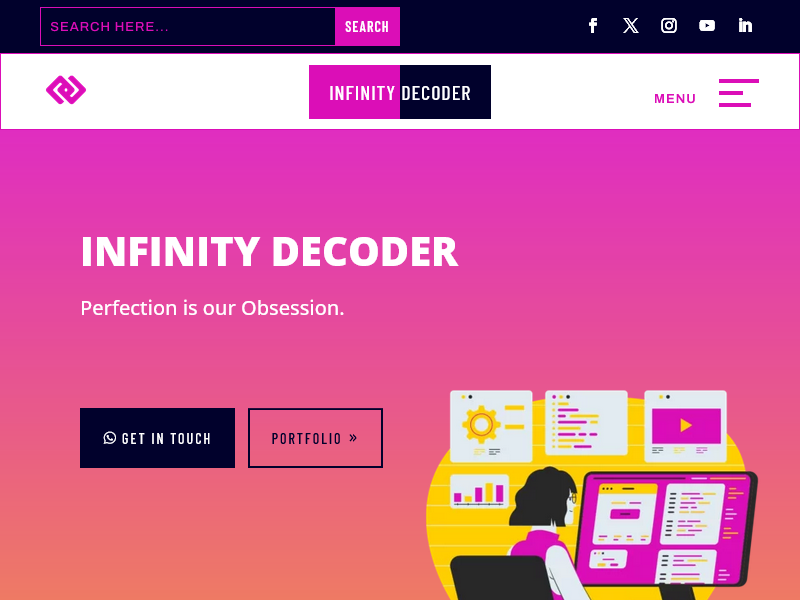 SEARCH HERE...
SEARCH
INFINITY DECODER
MENU
INFINITY DECODER
Perfection is our Obsession.
GET IN TOUCH
PORTFOLIO »